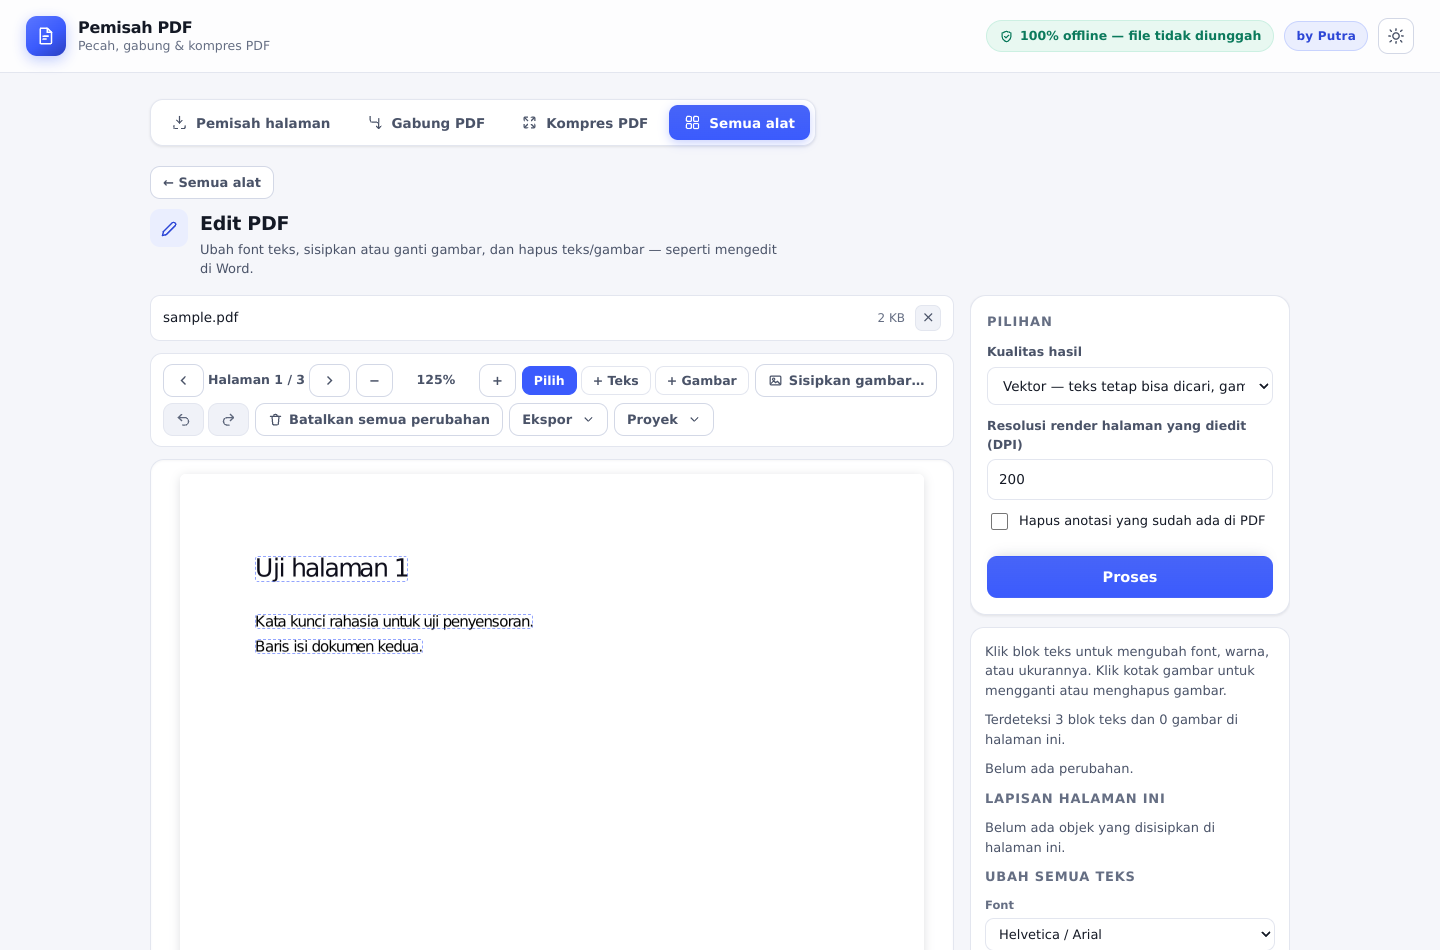 Pemisah PDF
Pecah, gabung & kompres PDF
100% offline — file tidak diunggah
by Putra
Pemisah halaman
Gabung PDF
Kompres PDF
Semua alat
← Semua alat
Edit PDF
Ubah font teks, sisipkan atau ganti gambar, dan hapus teks/gambar — seperti mengedit
di Word.
sample.pdf
2 KB
Halaman 1 / 3
125%
Pilih
+ Teks
+ Gambar
Sisipkan gambar…
Batalkan semua perubahan
Ekspor
Proyek
Uji halaman 1
Kata kunci rahasia untuk uji penyensoran.
Baris isi dokumen kedua.
PILIHAN
Kualitas hasil
Vektor — teks tetap bisa dicari, gam
Resolusi render halaman yang diedit
(DPI)
200
Hapus anotasi yang sudah ada di PDF
Proses
Klik blok teks untuk mengubah font, warna,
atau ukurannya. Klik kotak gambar untuk
mengganti atau menghapus gambar.
Terdeteksi 3 blok teks dan 0 gambar di
halaman ini.
Belum ada perubahan.
LAPISAN HALAMAN INI
Belum ada objek yang disisipkan di
halaman ini.
UBAH SEMUA TEKS
Font
Helvetica / Arial